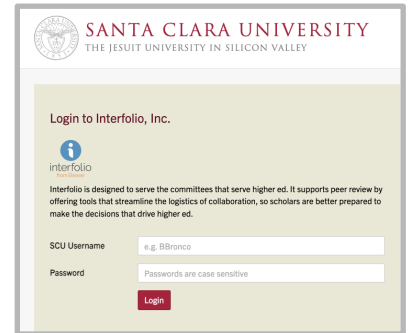 SANTA CLARA UNIVERSITY
THE JESUIT UNIVERSITY IN SILICON VALLEY
Login to Interfolio, Inc.
interfolio
from Elsevier
Interfolio is designed to serve the committees that serve higher ed. It supports peer review by
offering tools that streamline the logistics of collaboration, so scholars are better prepared to
make the decisions that drive higher ed.
SCU Username
e.g. BBronco
Password
Passwords are case sensitive
Login